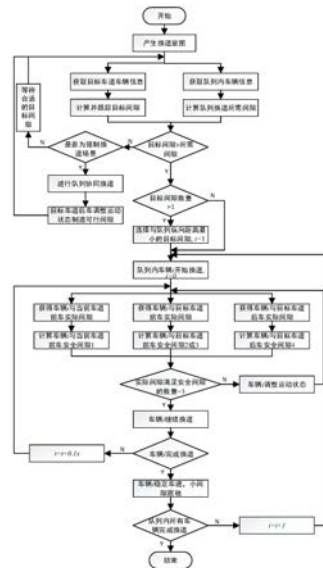 开始
产生换道意图
获取目标车道车辆信息
获取队列内车辆信息
计算并跟踪目标间隙
计算队列换道所需间隙
等待
合适的
目标间
隙
是否为强制换
道场景
N
目标间隙>所需
间隙
N
Y
Y
进行队列协同换道
目标车道后车调整运动
状态制造可行间隙
目标间隙数量
>1
N
Y
选择与队列纵向距离最
小的目标间隙, i=1
队列内车辆i开始换道,
t=0
获得车辆i与当前车道
前车实际间隙
获得车辆i与目标车道
前车实际间隙
获得车辆i与目标车道
后车实际间隙
计算车辆i与当前车道
前车安全间隙1
计算车辆i与目标车道
前车安全间隙2或3
计算车辆i与目标车道
后车安全间隙4
实际间隙满足安全间隙
的数量=3
N
车辆i调整运动状态
Y
车辆i继续换道
车辆i完成换道
N
t=t+0.1s
Y
车辆i稳定车道，小间
隙跟驰
队列内所有车
辆完成换道
N
i=i+1
Y
结束